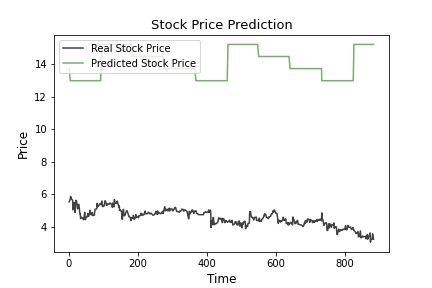 Stock Price Prediction
Real Stock Price
Predicted Stock Price
14
12
10
8
6
4
Price
0
200
400
600
800
Time